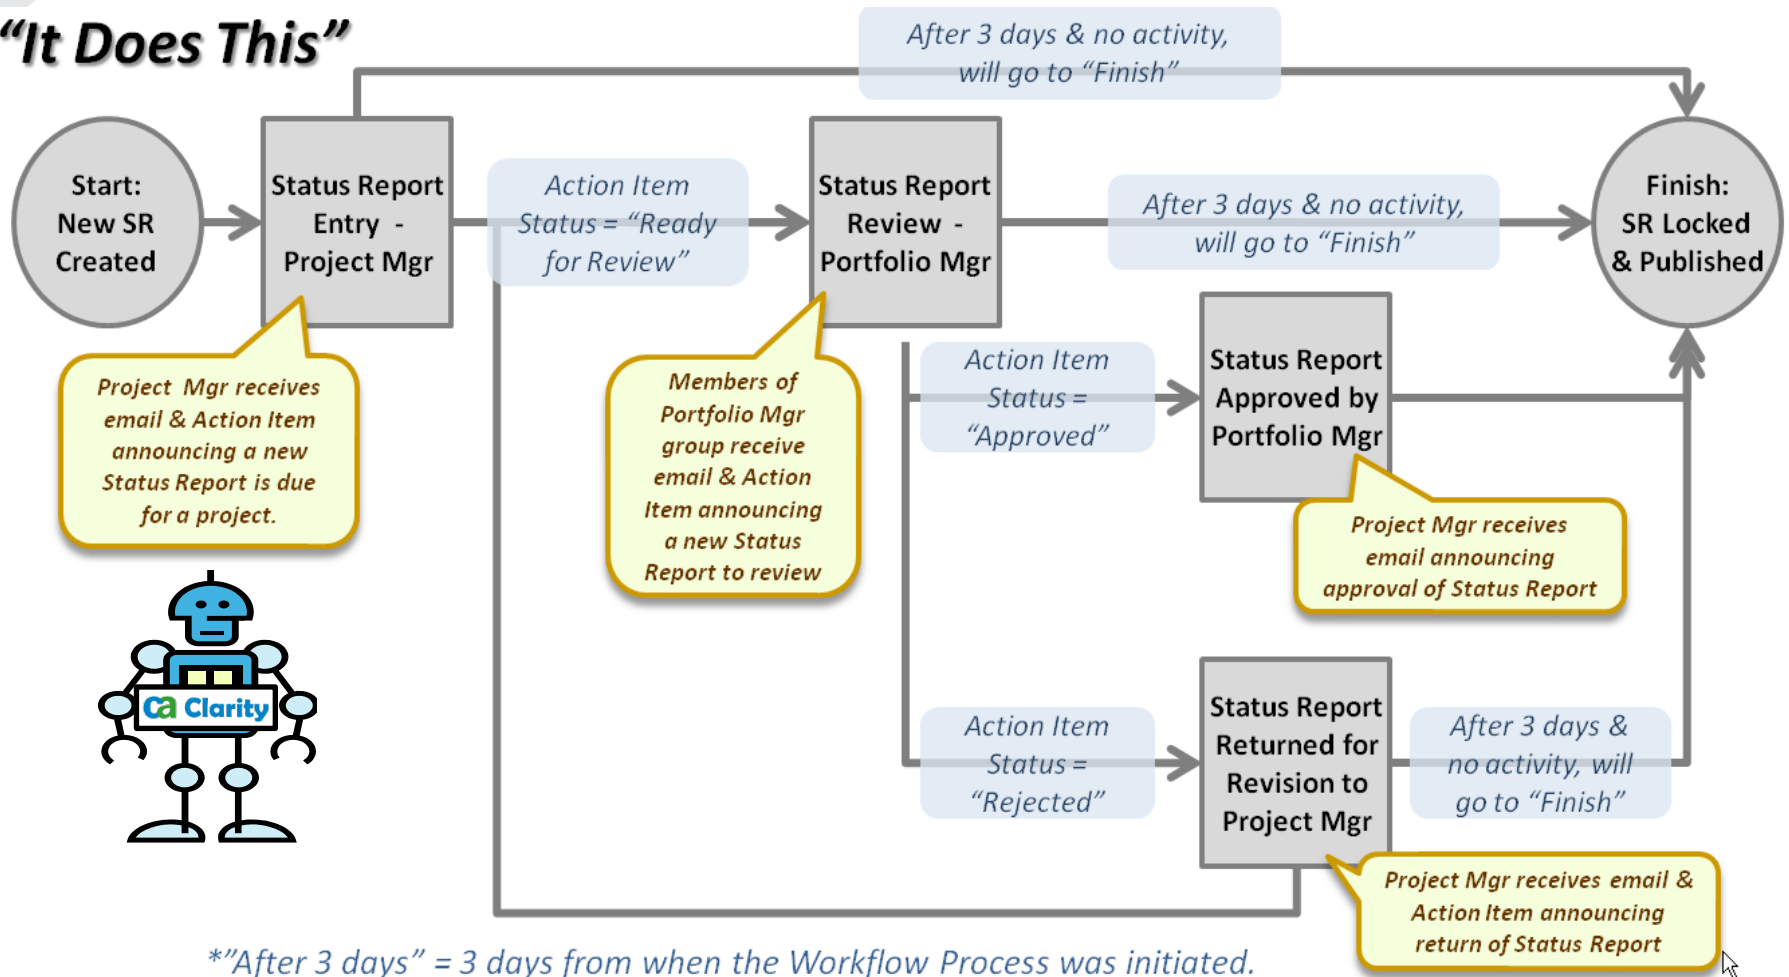 “It Does This”
After 3 days & no activity,
will go to “Finish”
Start:
New SR
Created
Status Report
Entry -
Project Mgr
Action Item
Status = “Ready
for Review”
Status Report
Review -
Portfolio Mgr
After 3 days & no activity,
will go to “Finish”
Finish:
SR Locked
& Published
Project Mgr receives
email & Action Item
announcing a new
Status Report is due
for a project.
Members of
Portfolio Mgr
group receive
email & Action
Item announcing
a new Status
Report to review
Action Item
Status =
“Approved”
Status Report
Approved by
Portfolio Mgr
Project Mgr receives
email announcing
approval of Status Report
ca Clarity
Action Item
Status =
“Rejected”
Status Report
Returned for
Revision to
Project Mgr
After 3 days &
no activity, will
go to “Finish”
Project Mgr receives email &
Action Item announcing
return of Status Report
*”After 3 days” = 3 days from when the Workflow Process was initiated.